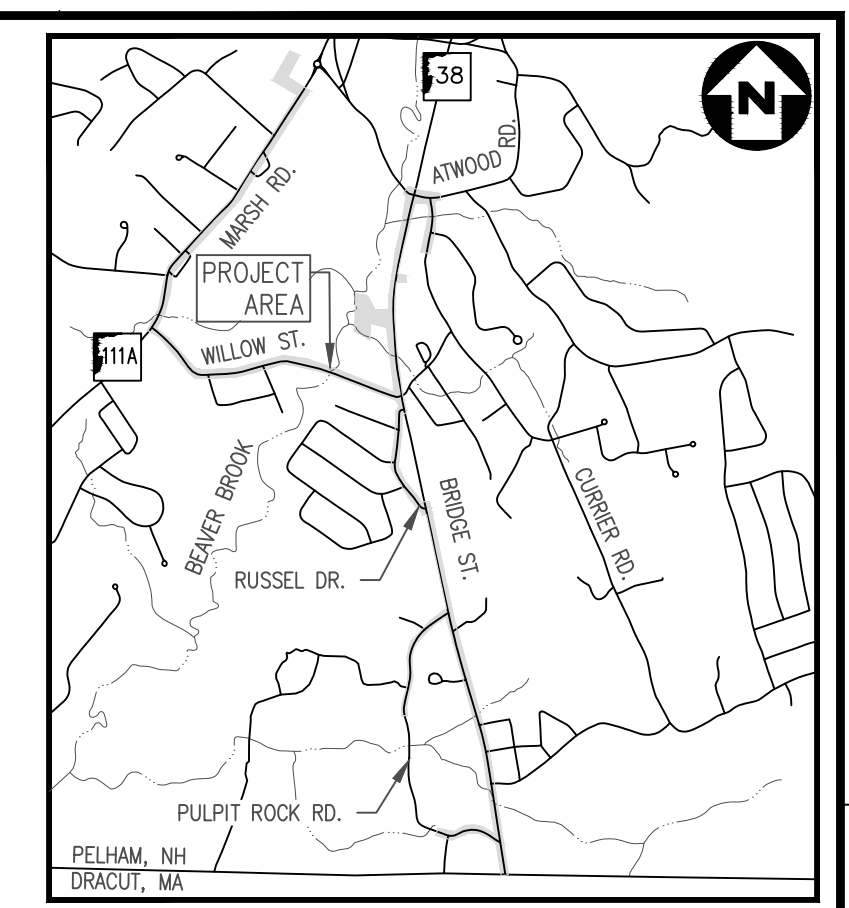 38
N
ATWOOD RD.
MARSH RD.
PROJECT
AREA
111A
WILLOW ST.
BEAVER BROOK
BRIDGE ST.
CURRIER RD.
RUSSEL DR.
PULPIT ROCK RD.
PELHAM, NH
DRACUT, MA